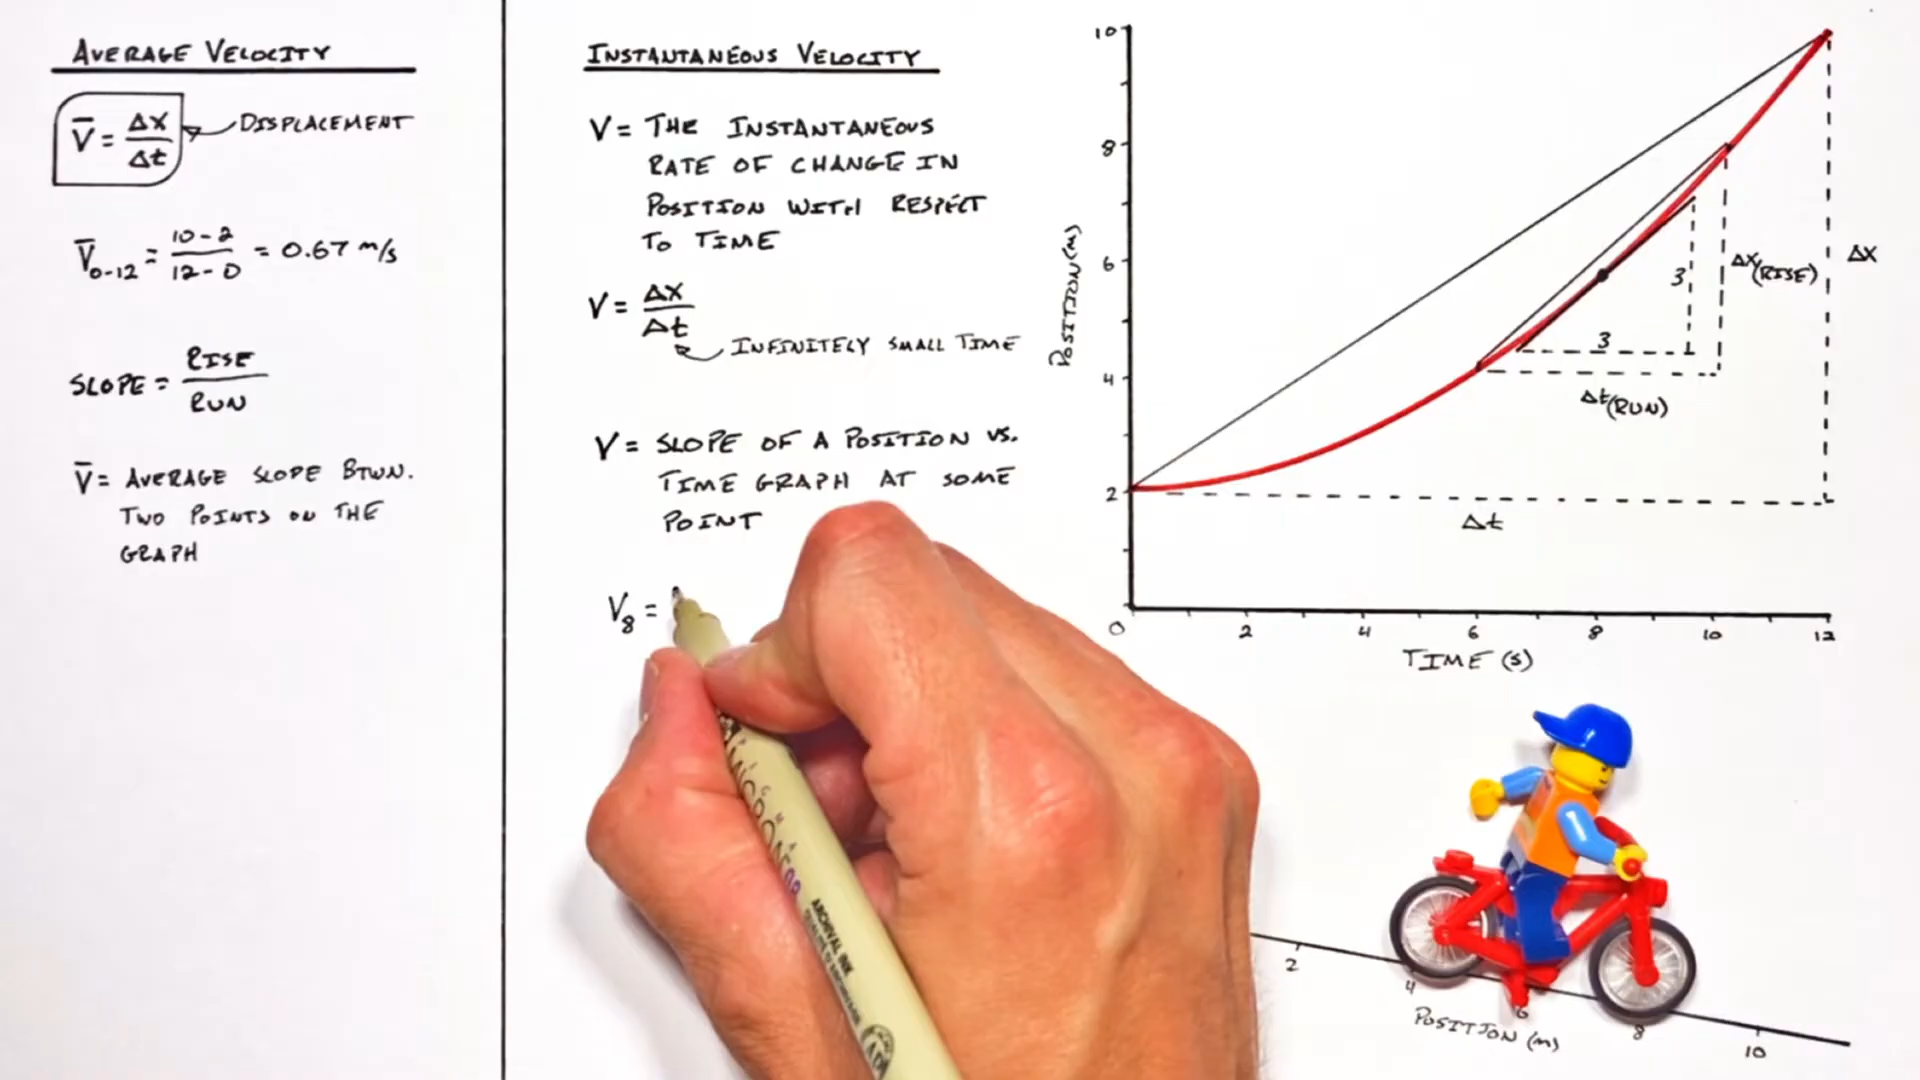 AVERAGE VELOCITY
V̄ = Δx
Δt
DISPLACEMENT
V̄0-12 = 10-2 = 0.67 m/s
12-0
SLOPE = RISE
RUN
V̄ = AVERAGE SLOPE BTWN.
TWO POINTS ON THE
GRAPH
INSTANTANEOUS VELOCITY
V = THE INSTANTANEOUS
RATE OF CHANGE IN
POSITION WITH RESPECT
TO TIME
V = Δx
Δt
INFINITELY SMALL TIME
V = SLOPE OF A POSITION VS.
TIME GRAPH AT SOME
POINT
V8 =
10
8
6
4
2
POSITION (m)
Δx
Δx (RISE)
3
3
Δt (RUN)
Δt
0 2 4 6 8 10 12
TIME (s)
2 4 6 8 10
POSITION (m)
MICRON
ARCHIVAL INK